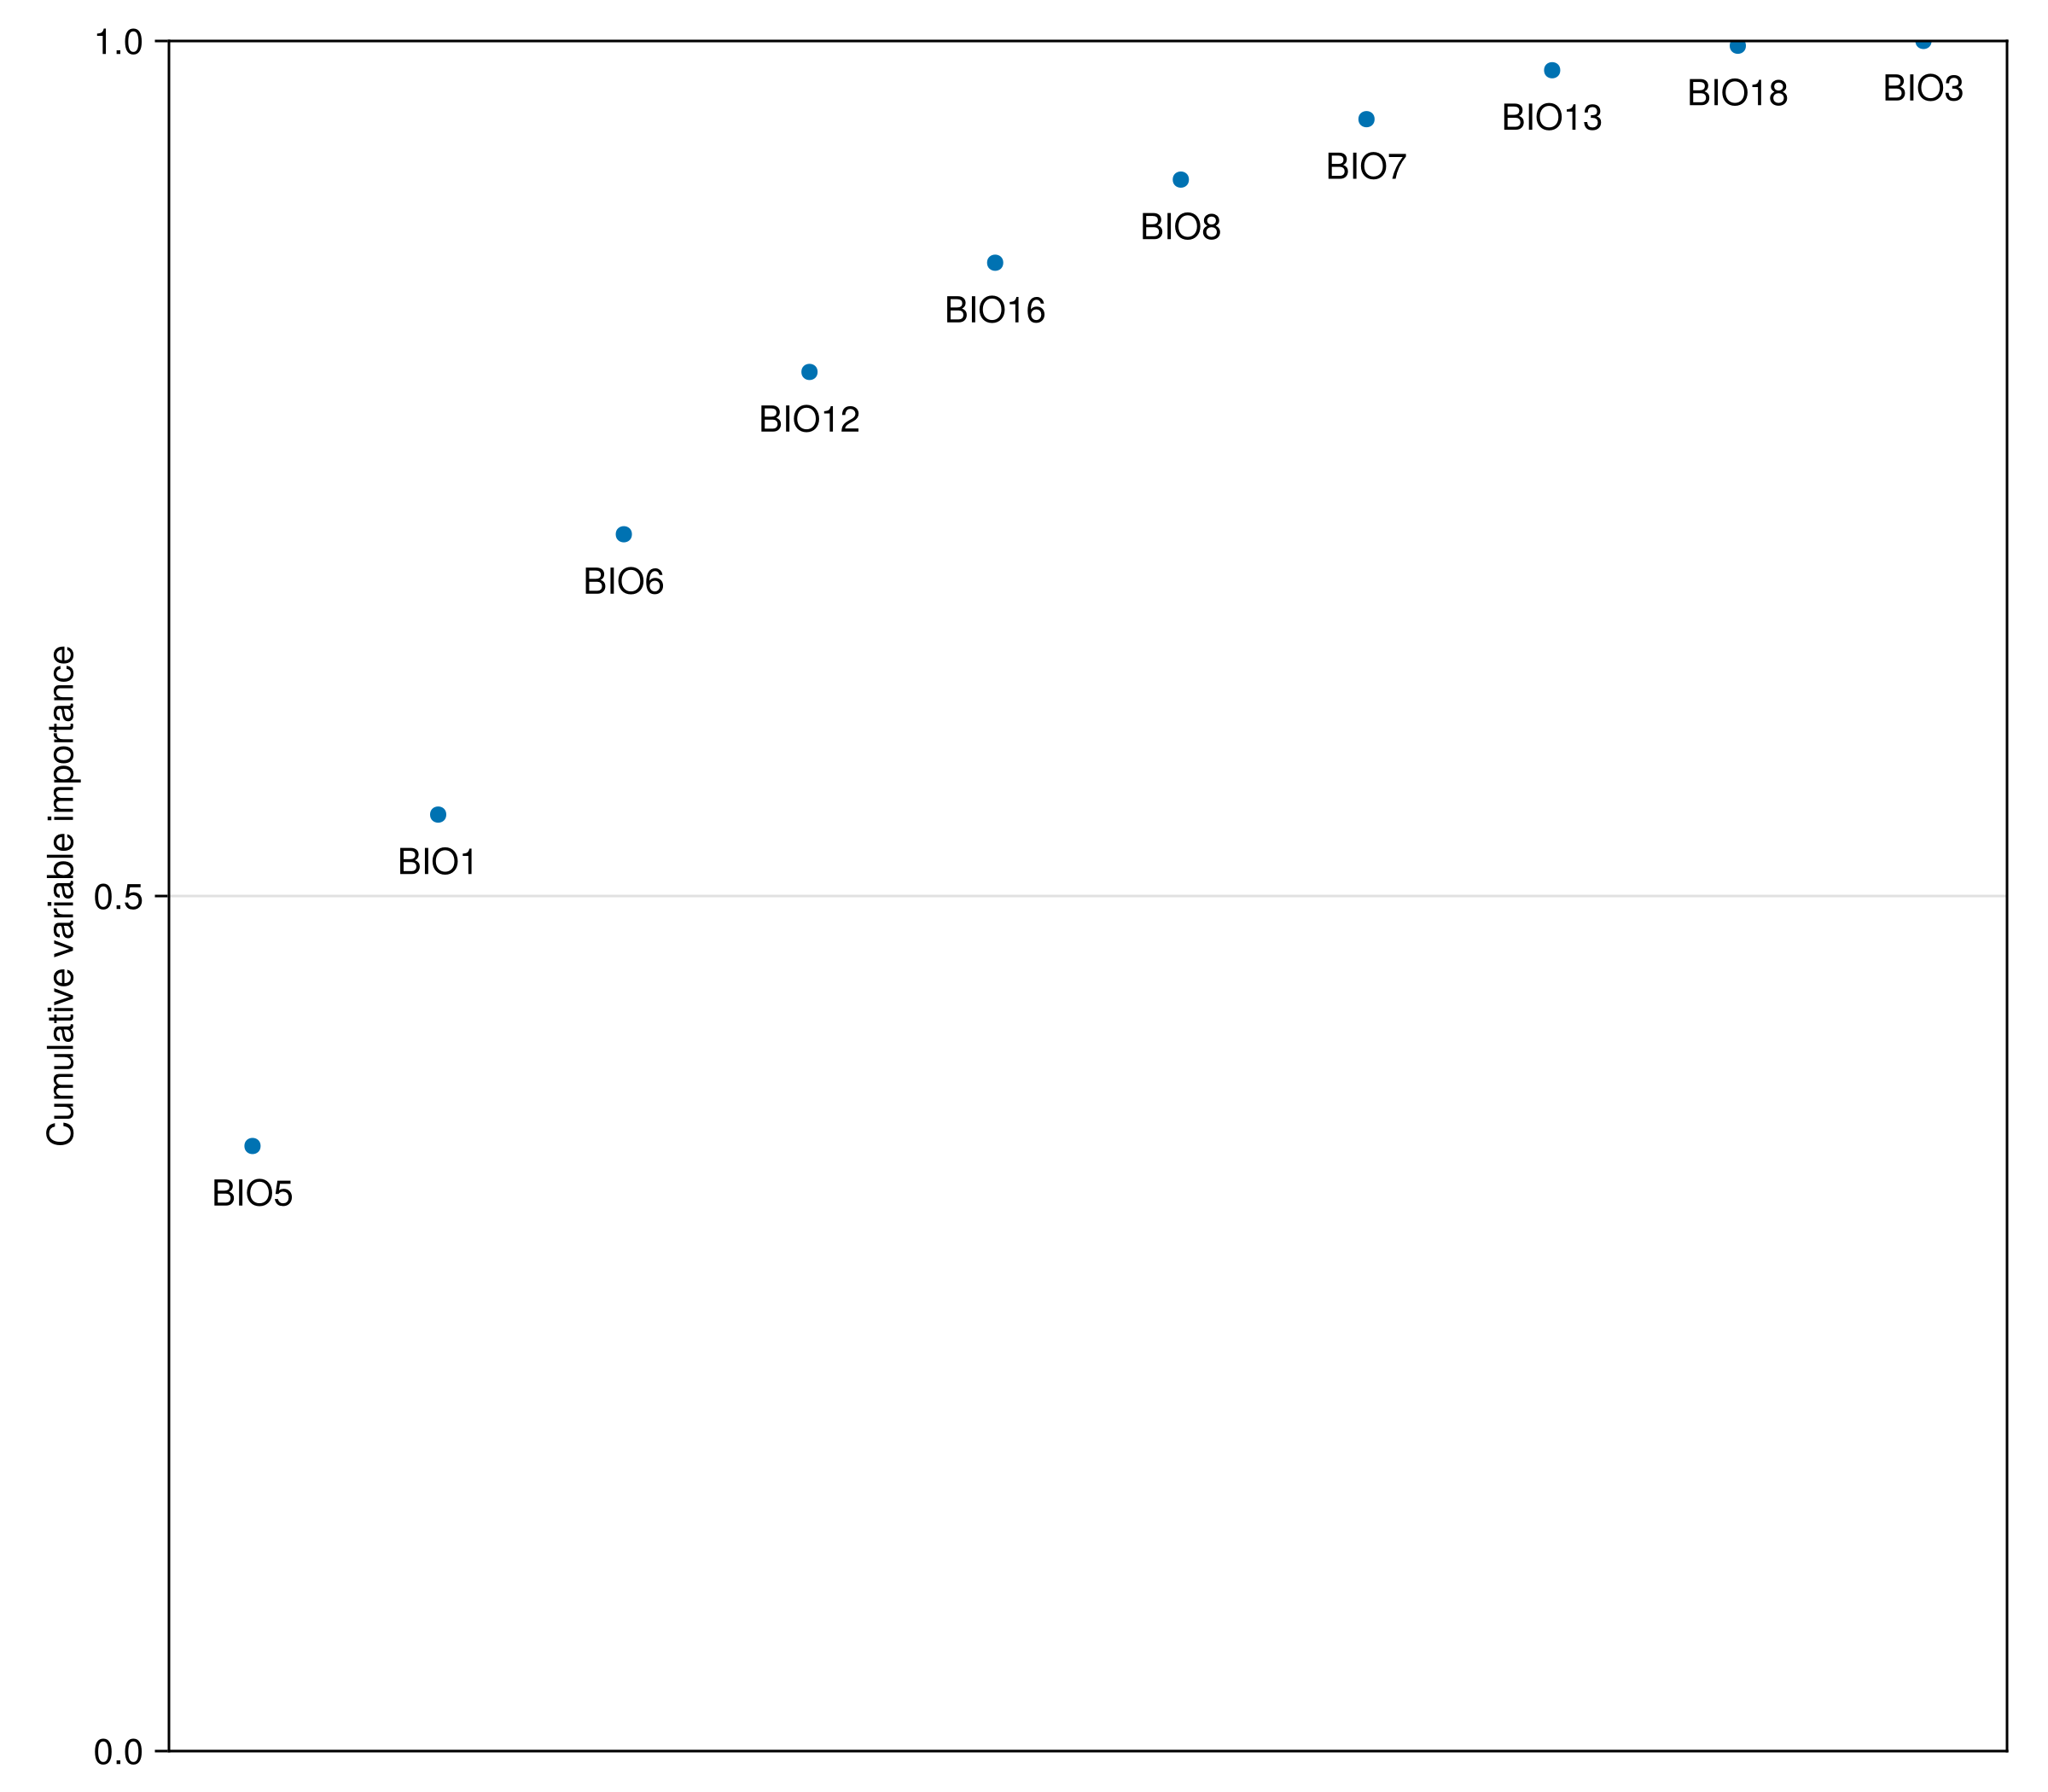 1.0
BIO3
BIO18
BIO13
BIO7
BIO8
BIO16
BIO12
BIO6
BIO1
0.5
BIO5
0.0
Cumulative variable importance